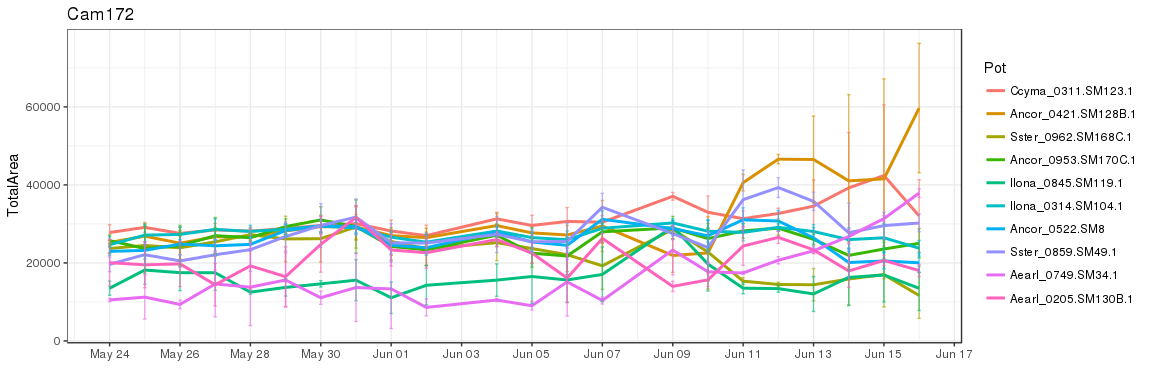 Cam172
TotalArea
60000
40000
20000
0
May 24
May 26
May 28
May 30
Jun 01
Jun 03
Jun 05
Jun 07
Jun 09
Jun 11
Jun 13
Jun 15
Jun 17
Pot
Ccyma_0311.SM123.1
Ancor_0421.SM128B.1
Sster_0962.SM168C.1
Ancor_0953.SM170C.1
Ilona_0845.SM119.1
Ilona_0314.SM104.1
Ancor_0522.SM8
Sster_0859.SM49.1
Aearl_0749.SM34.1
Aearl_0205.SM130B.1